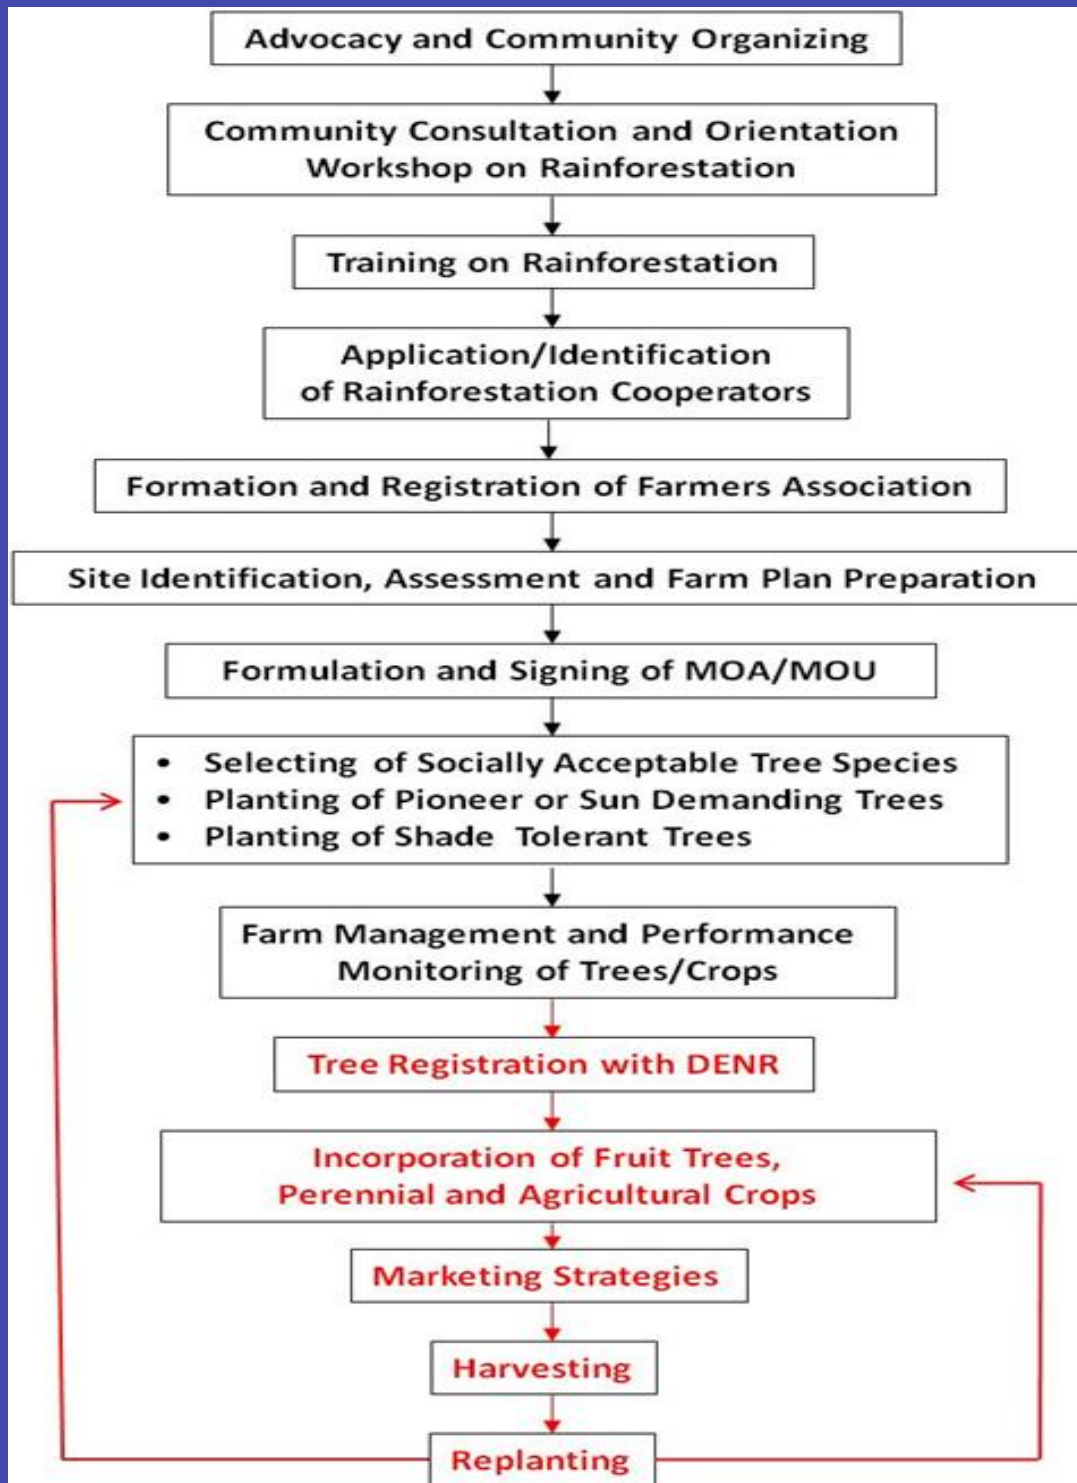 Advocacy and Community Organizing
Community Consultation and Orientation
Workshop on Rainforestation
Training on Rainforestation
Application/Identification
of Rainforestation Cooperators
Formation and Registration of Farmers Association
Site Identification, Assessment and Farm Plan Preparation
Formulation and Signing of MOA/MOU
• Selecting of Socially Acceptable Tree Species
• Planting of Pioneer or Sun Demanding Trees
• Planting of Shade Tolerant Trees
Farm Management and Performance
Monitoring of Trees/Crops
Tree Registration with DENR
Incorporation of Fruit Trees,
Perennial and Agricultural Crops
Marketing Strategies
Harvesting
Replanting